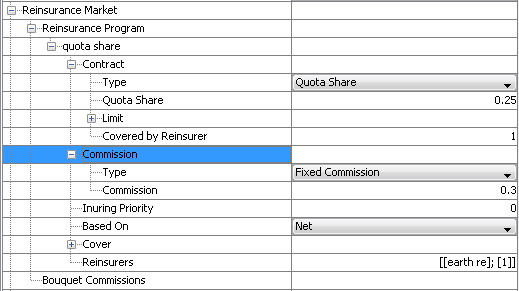 Reinsurance Market
Reinsurance Program
quota share
Contract
Type Quota Share
Quota Share 0.25
Limit
Covered by Reinsurer 1
Commission
Type Fixed Commission
Commission 0.3
Inuring Priority 0
Based On Net
Cover
Reinsurers [[earth re]; [1]]
Bouquet Commissions